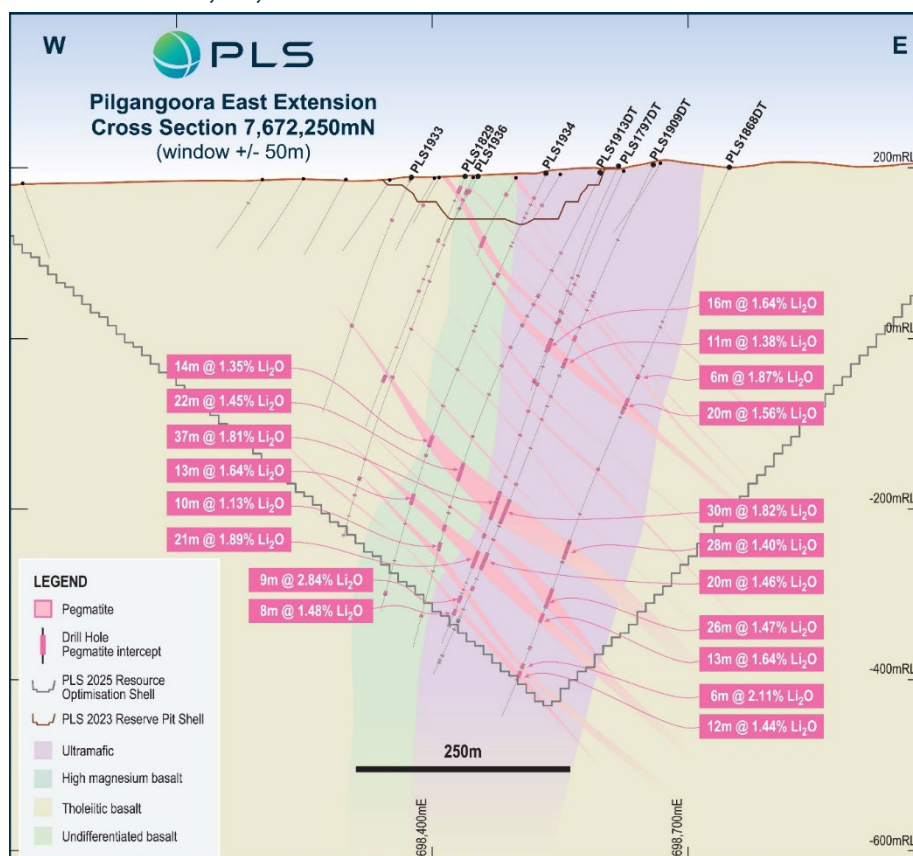 W
E
PLS
Pilgangoora East Extension
Cross Section 7,672,250mN
(window +/- 50m)
PLS1933
PLS1829
PLS1936
PLS1934
PLS1913DT
PLS1797DT
PLS1909DT
PLS1868DT
200mRL
0mRL
-200mRL
-400mRL
-600mRL
16m @ 1.64% Li₂O
11m @ 1.38% Li₂O
6m @ 1.87% Li₂O
20m @ 1.56% Li₂O
14m @ 1.35% Li₂O
22m @ 1.45% Li₂O
37m @ 1.81% Li₂O
13m @ 1.64% Li₂O
10m @ 1.13% Li₂O
21m @ 1.89% Li₂O
9m @ 2.84% Li₂O
8m @ 1.48% Li₂O
30m @ 1.82% Li₂O
28m @ 1.40% Li₂O
20m @ 1.46% Li₂O
26m @ 1.47% Li₂O
13m @ 1.64% Li₂O
6m @ 2.11% Li₂O
12m @ 1.44% Li₂O
LEGEND
Pegmatite
Drill Hole
Pegmatite intercept
PLS 2025 Resource
Optimisation Shell
PLS 2023 Reserve Pit Shell
Ultramafic
High magnesium basalt
Tholeiitic basalt
Undifferentiated basalt
250m
698,400mE
698,700mE